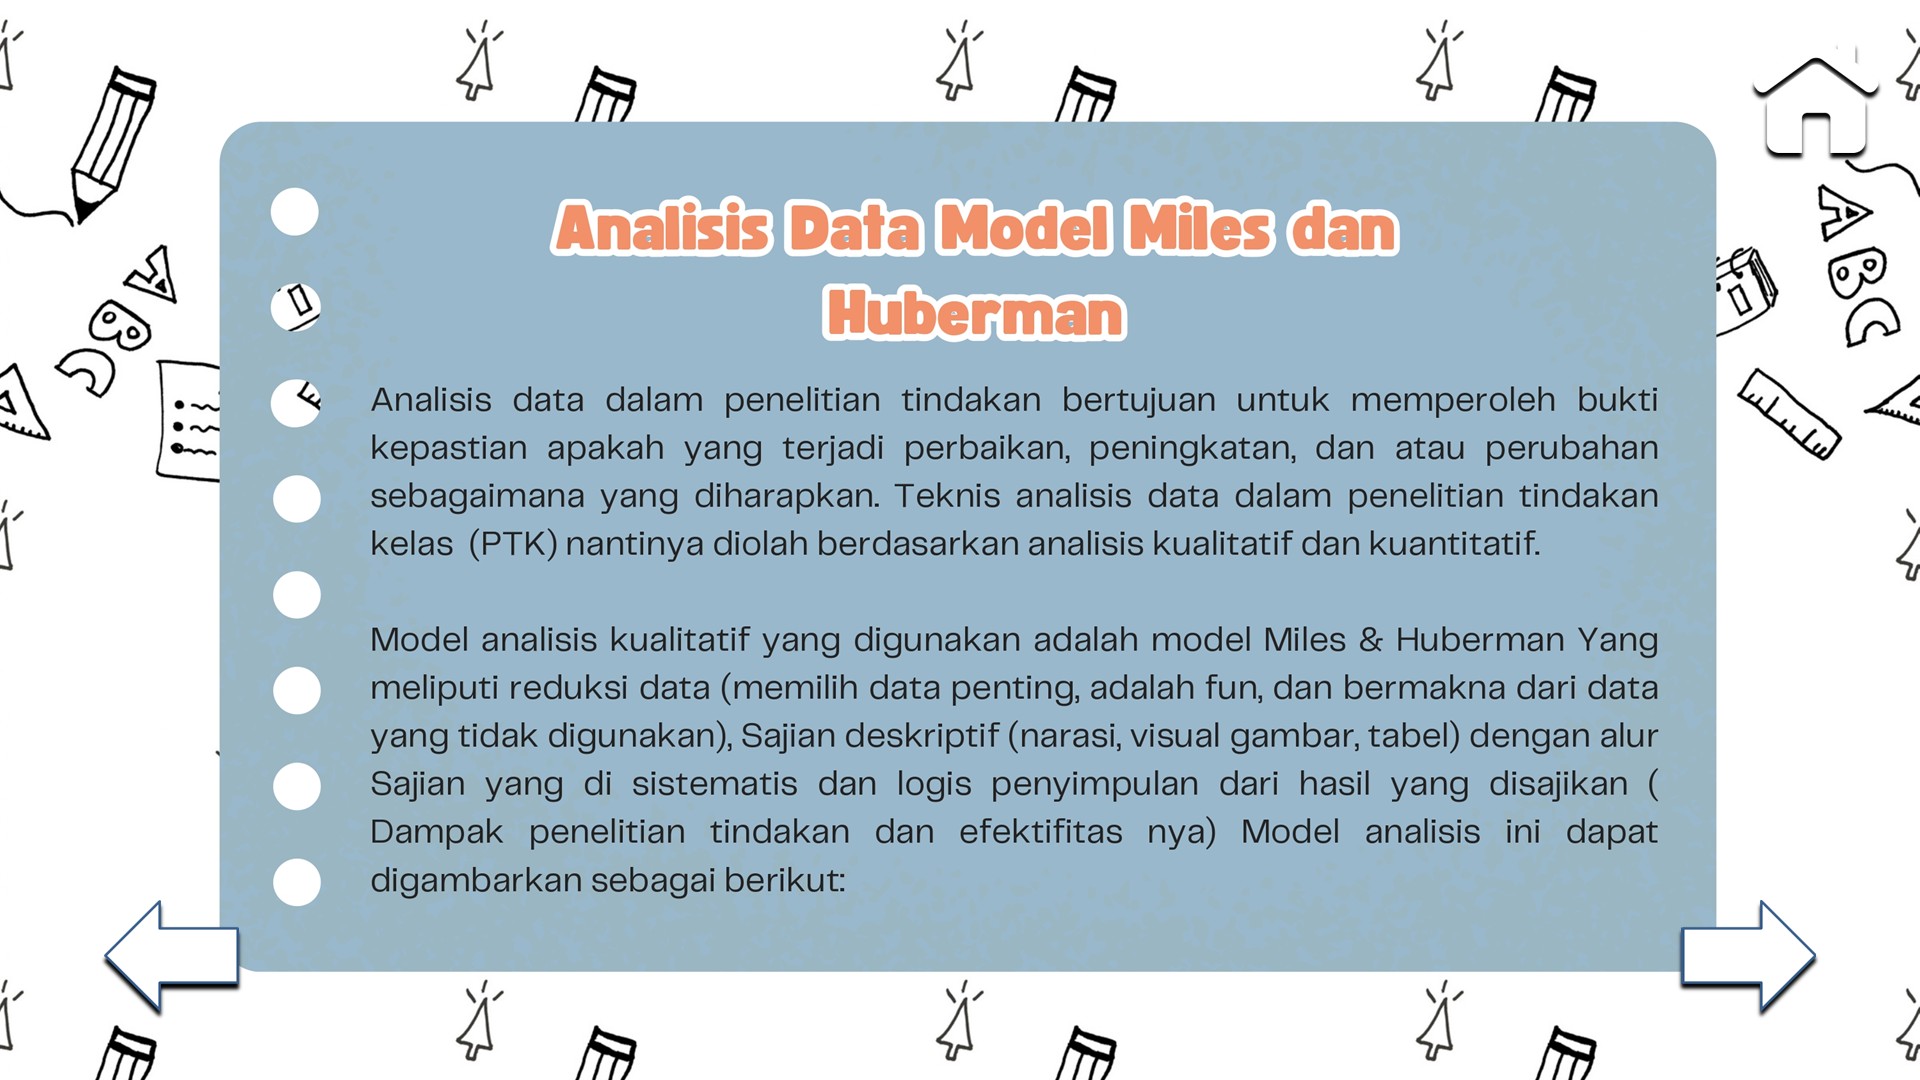 Analisis Data Model Miles dan
Huberman
Analisis data dalam penelitian tindakan bertujuan untuk memperoleh bukti
kepastian apakah yang terjadi perbaikan, peningkatan, dan atau perubahan
sebagaimana yang diharapkan. Teknis analisis data dalam penelitian tindakan
kelas (PTK) nantinya diolah berdasarkan analisis kualitatif dan kuantitatif.
Model analisis kualitatif yang digunakan adalah model Miles & Huberman Yang
meliputi reduksi data (memilih data penting, adalah fun, dan bermakna dari data
yang tidak digunakan), Sajian deskriptif (narasi, visual gambar, tabel) dengan alur
Sajian yang di sistematis dan logis penyimpulan dari hasil yang disajikan (
Dampak penelitian tindakan dan efektifitas nya) Model analisis ini dapat
digambarkan sebagai berikut:
ABC
ABC